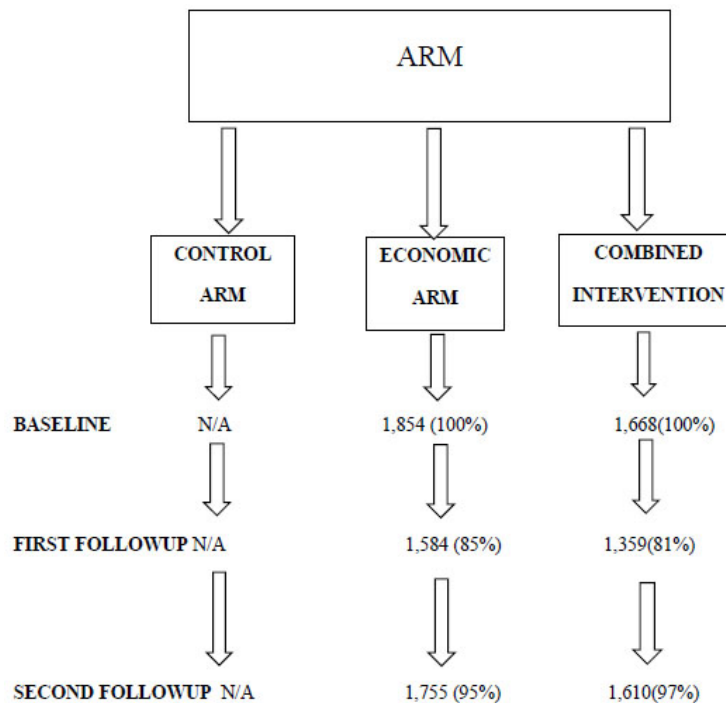 ARM
CONTROL
ARM
ECONOMIC
ARM
COMBINED
INTERVENTION
BASELINE N/A 1,854 (100%) 1,668(100%)
FIRST FOLLOWUP N/A 1,584 (85%) 1,359(81%)
SECOND FOLLOWUP N/A 1,755 (95%) 1,610(97%)